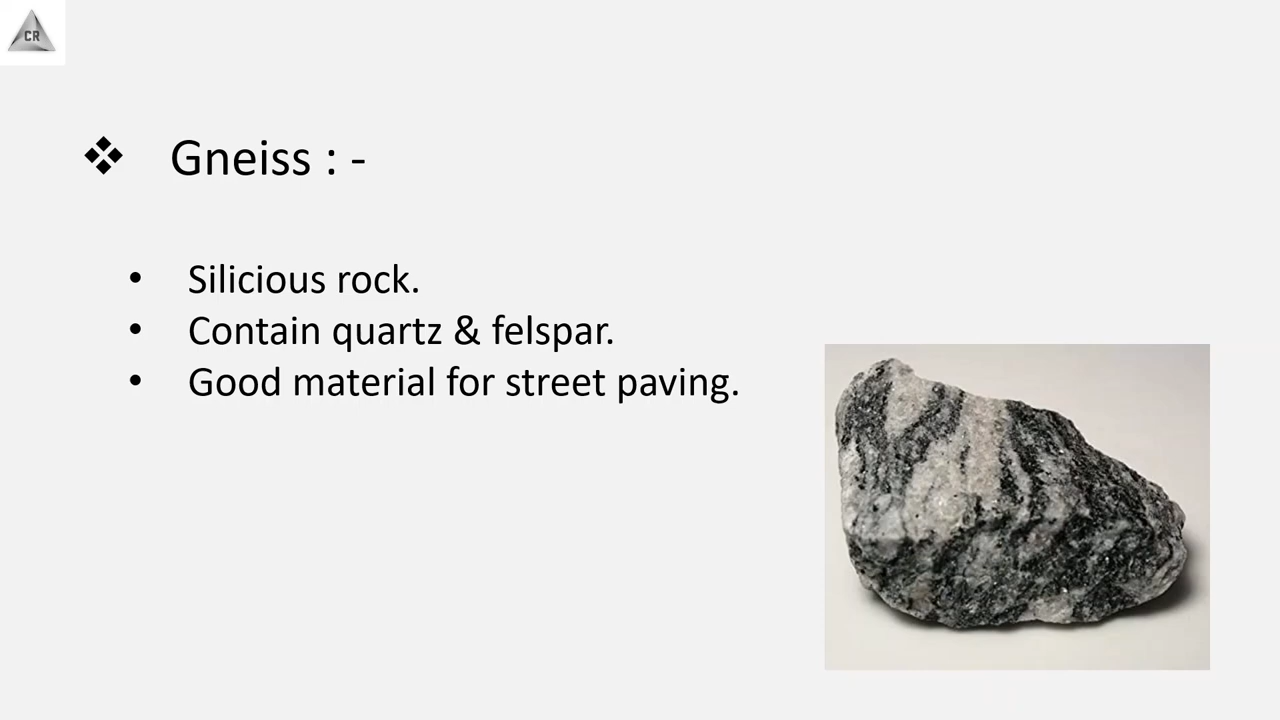 CR
❖ Gneiss : -
• Silicious rock.
• Contain quartz & felspar.
• Good material for street paving.